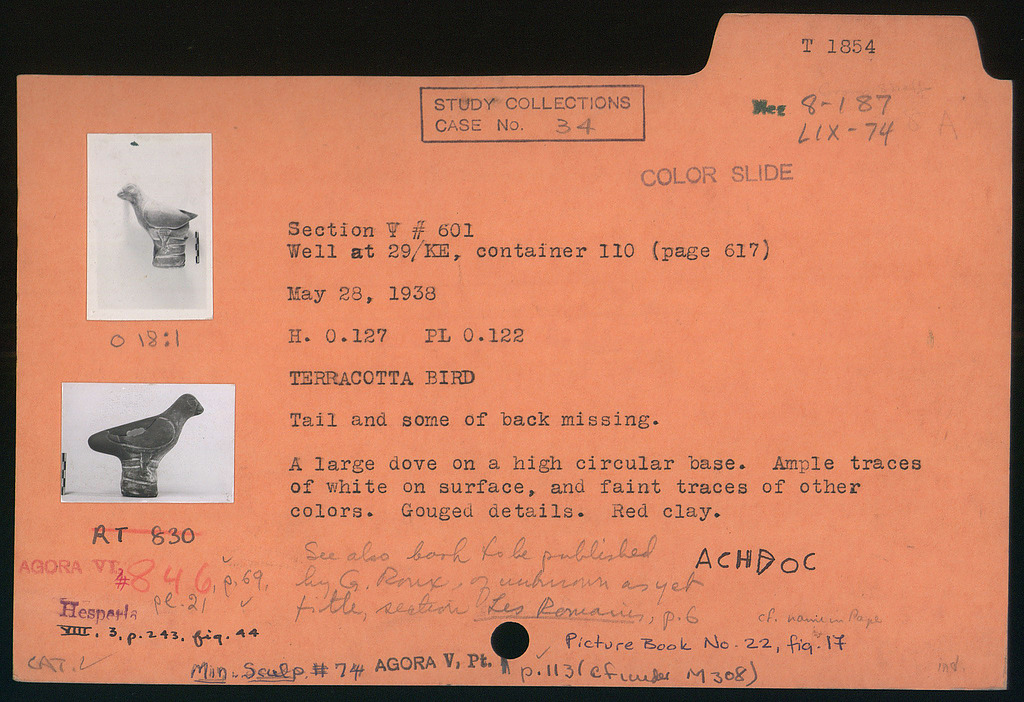 T 1854
STUDY COLLECTIONS
CASE No. 34
Neg 8-187
LIX-74
COLOR SLIDE
O 18:1
Section Ψ # 601
Well at 29/KE, container 110 (page 617)
May 28, 1938
H. 0.127 PL 0.122
TERRACOTTA BIRD
Tail and some of back missing.
A large dove on a high circular base. Ample traces
of white on surface, and faint traces of other
colors. Gouged details. Red clay.
RT 830
AGORA VI, #846, p.69,
pl.21
See also book to be published
by G. Roux, of unknown as yet
title, section Les Romains, p.6
ACHDOC
Hesperia
VIII. 3, p.243, fig. 44
Picture Book No. 22, fig. 17
CAT.
Min. Sculp. # 74 AGORA V, Pt. 1 p.113 (cf under M308)
ind.